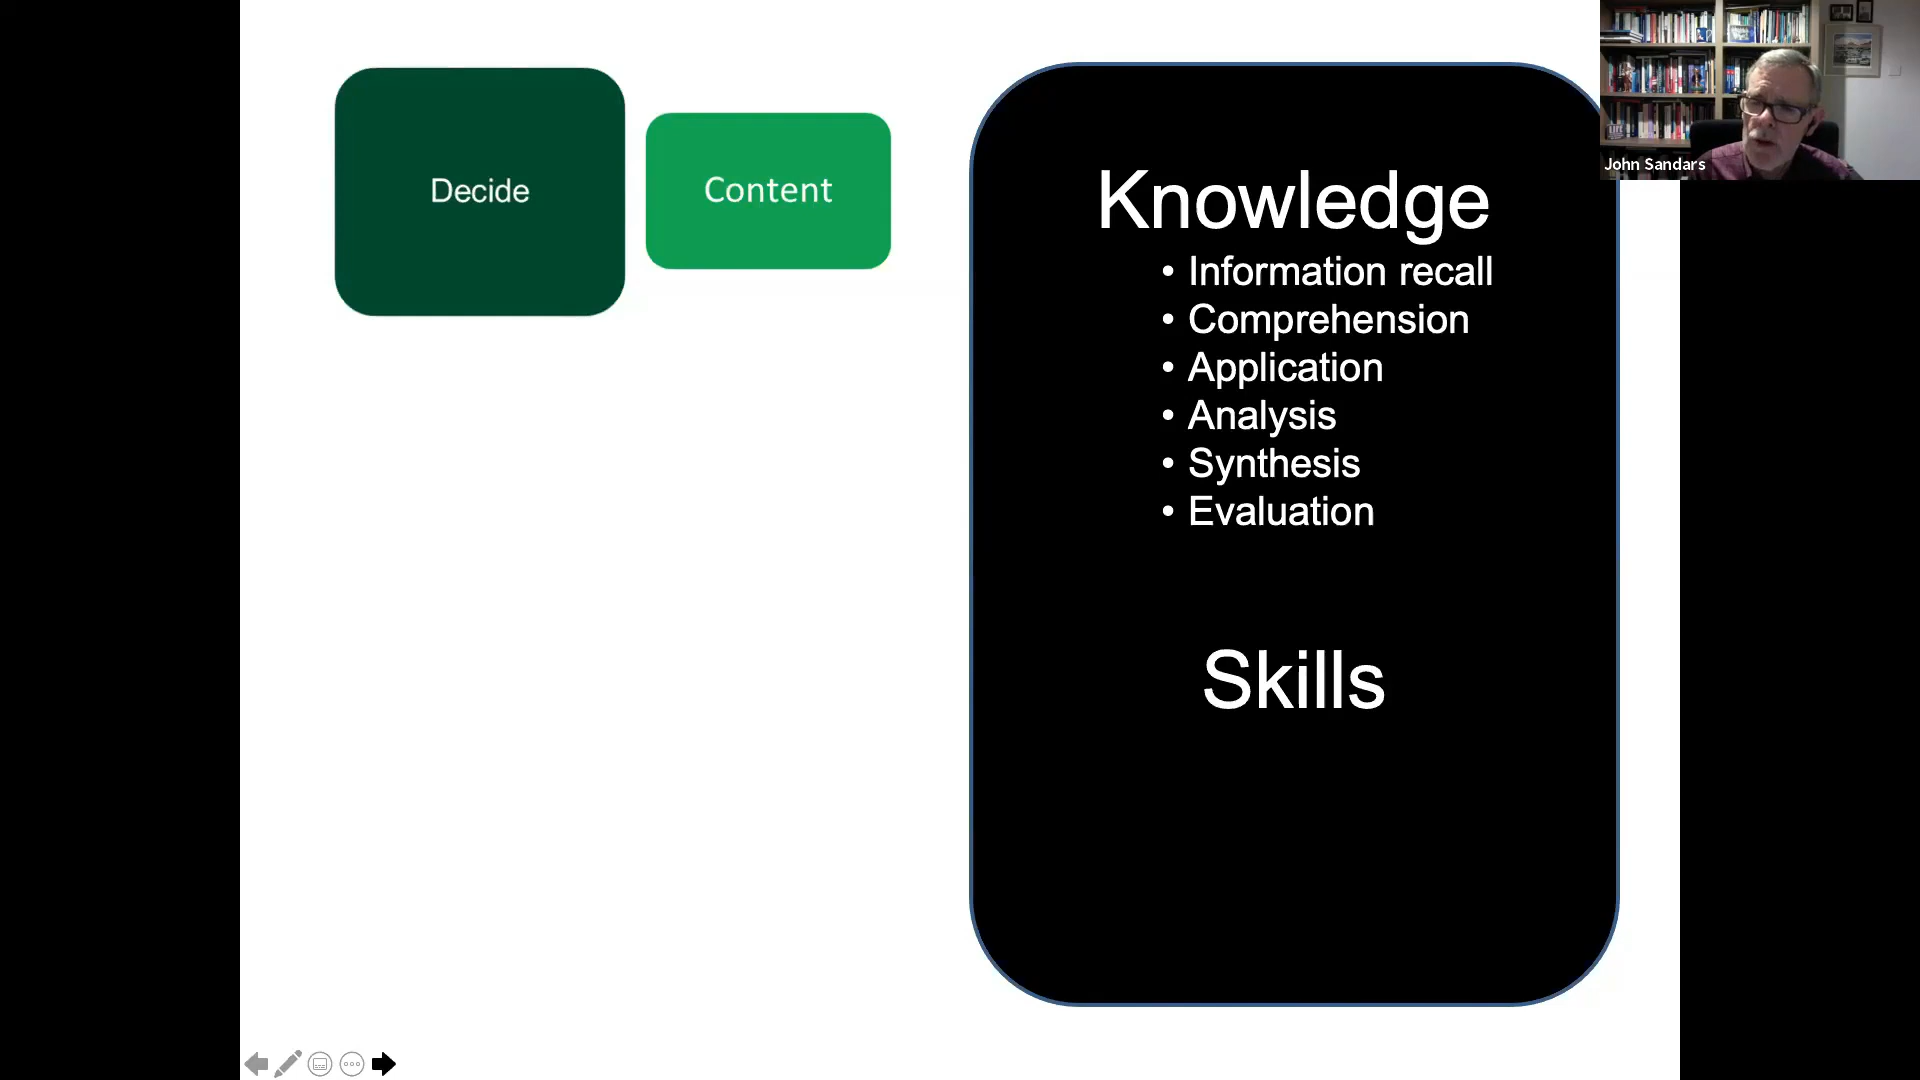 Decide
Content
Knowledge
• Information recall
• Comprehension
• Application
• Analysis
• Synthesis
• Evaluation
Skills
John Sandars